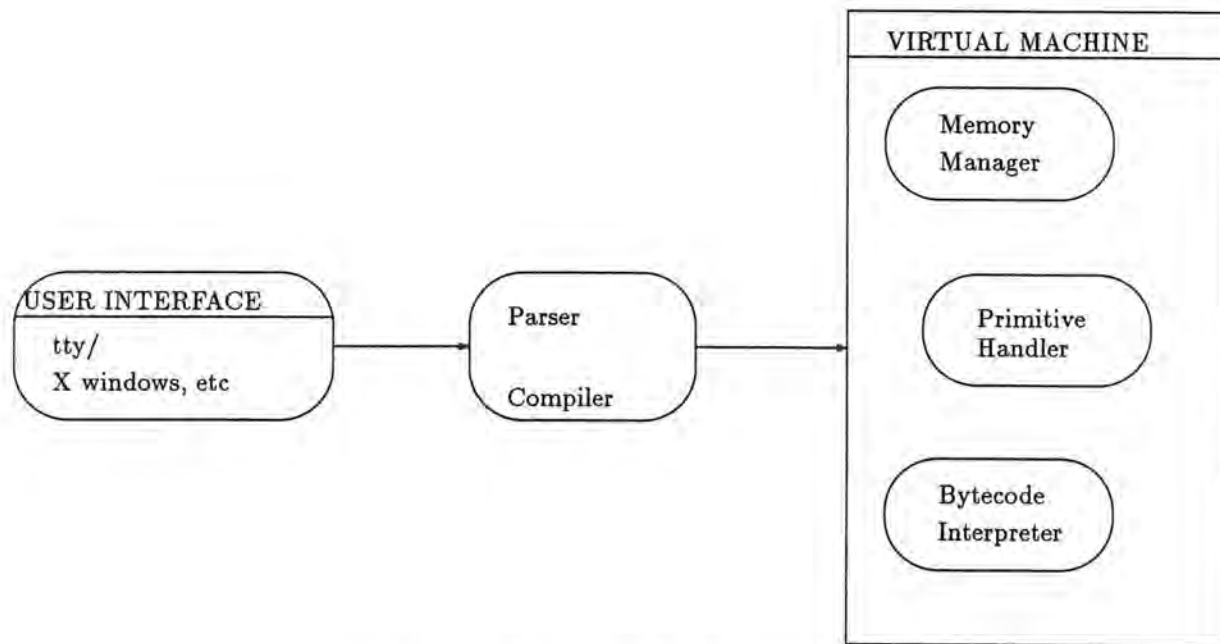 USER INTERFACE
tty/
X windows, etc
Parser
Compiler
VIRTUAL MACHINE
Memory
Manager
Primitive
Handler
Bytecode
Interpreter